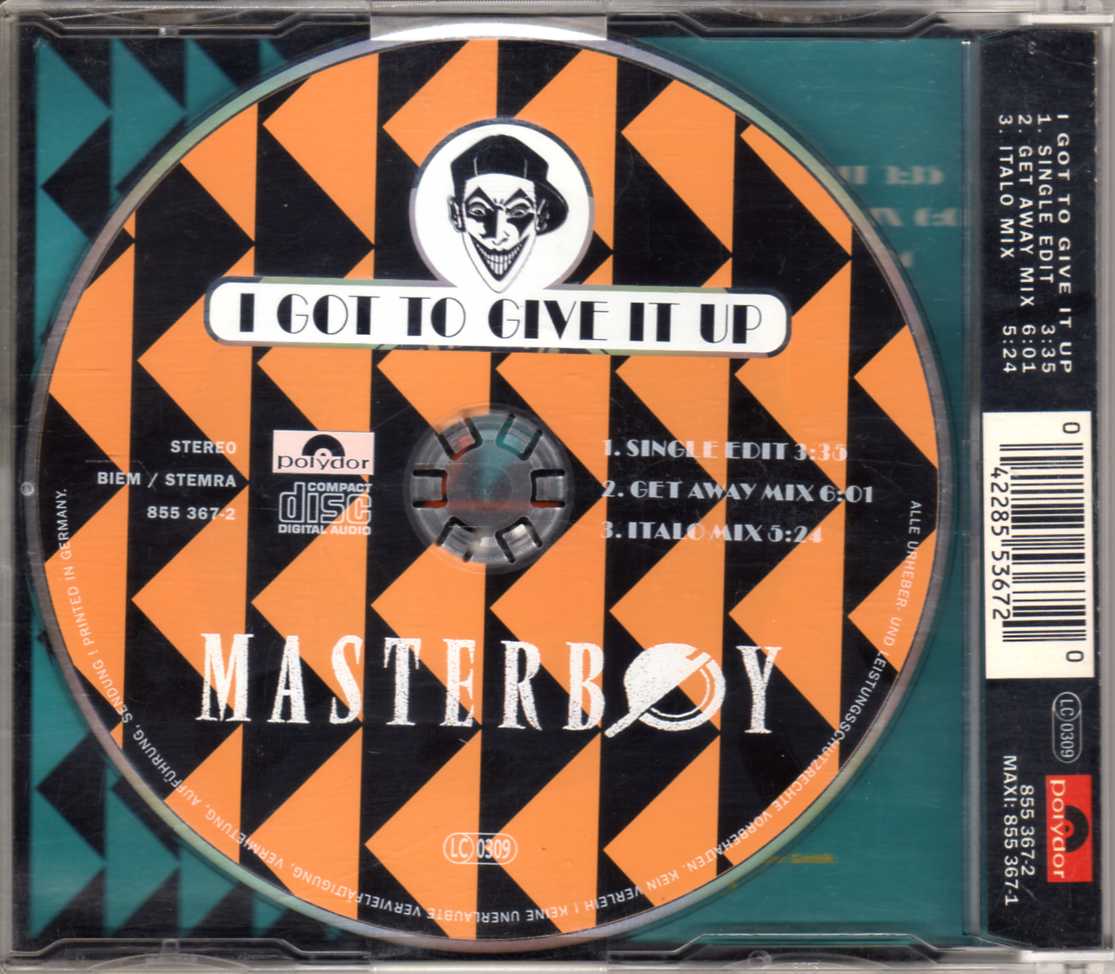 I GOT TO GIVE IT UP
STEREO
BIEM / STEMRA
855 367-2
polydor
COMPACT
disc
DIGITAL AUDIO
1. SINGLE EDIT 3:35
2. GET AWAY MIX 6:01
3. ITALO MIX 5:24
MASTERBOY
LC 0309
ALLE URHEBER- UND LEISTUNGSSCHUTZRECHTE VORBEHALTEN. KEIN VERLEIH ! KEINE UNERLAUBTE VERVIELFÄLTIGUNG, VERMIETUNG, AUFFÜHRUNG, SENDUNG ! PRINTED IN GERMANY.
I GOT TO GIVE IT UP
1. SINGLE EDIT 3:35
2. GET AWAY MIX 6:01
3. ITALO MIX 5:24
0 42285 53672 0
LC 0309
polydor
855 367-2
MAXI: 855 367-1